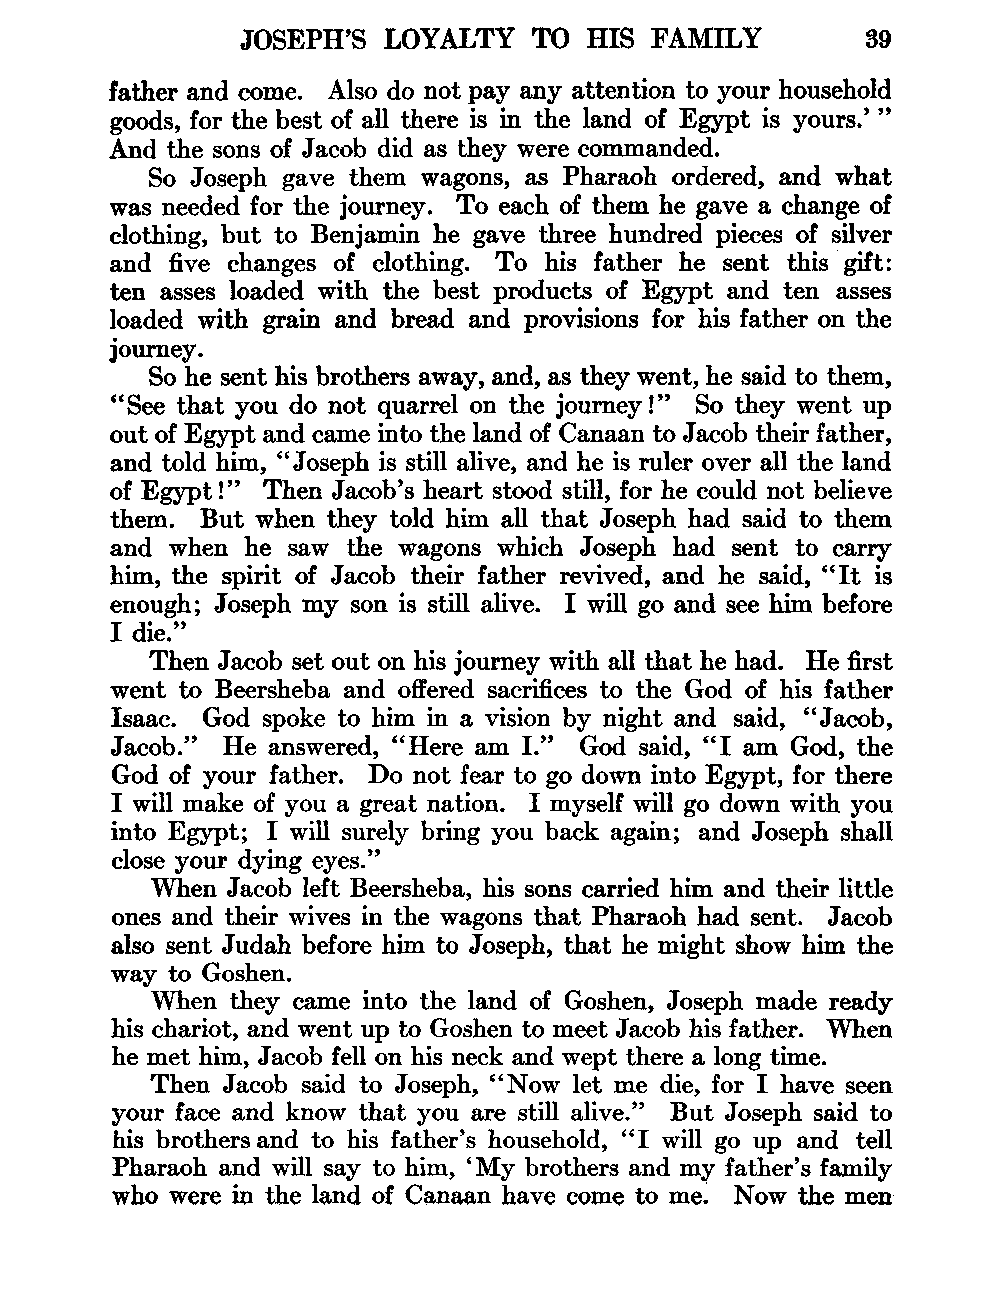 JOSEPH'S LOYALTY TO HIS FAMILY 39
father and come. Also do not pay any attention to your household
goods, for the best of all there is in the land of Egypt is yours.' ”
And the sons of Jacob did as they were commanded.
So Joseph gave them wagons, as Pharaoh ordered, and what
was needed for the journey. To each of them he gave a change of
clothing, but to Benjamin he gave three hundred pieces of silver
and five changes of clothing. To his father he sent this gift:
ten asses loaded with the best products of Egypt and ten asses
loaded with grain and bread and provisions for his father on the
journey.
So he sent his brothers away, and, as they went, he said to them,
“See that you do not quarrel on the journey!” So they went up
out of Egypt and came into the land of Canaan to Jacob their father,
and told him, “Joseph is still alive, and he is ruler over all the land
of Egypt!” Then Jacob's heart stood still, for he could not believe
them. But when they told him all that Joseph had said to them
and when he saw the wagons which Joseph had sent to carry
him, the spirit of Jacob their father revived, and he said, “It is
enough; Joseph my son is still alive. I will go and see him before
I die.”
Then Jacob set out on his journey with all that he had. He first
went to Beersheba and offered sacrifices to the God of his father
Isaac. God spoke to him in a vision by night and said, “Jacob,
Jacob.” He answered, “Here am I.” God said, “I am God, the
God of your father. Do not fear to go down into Egypt, for there
I will make of you a great nation. I myself will go down with you
into Egypt; I will surely bring you back again; and Joseph shall
close your dying eyes.”
When Jacob left Beersheba, his sons carried him and their little
ones and their wives in the wagons that Pharaoh had sent. Jacob
also sent Judah before him to Joseph, that he might show him the
way to Goshen.
When they came into the land of Goshen, Joseph made ready
his chariot, and went up to Goshen to meet Jacob his father. When
he met him, Jacob fell on his neck and wept there a long time.
Then Jacob said to Joseph, “Now let me die, for I have seen
your face and know that you are still alive.” But Joseph said to
his brothers and to his father's household, “I will go up and tell
Pharaoh and will say to him, ‘My brothers and my father's family
who were in the land of Canaan have come to me. Now the men